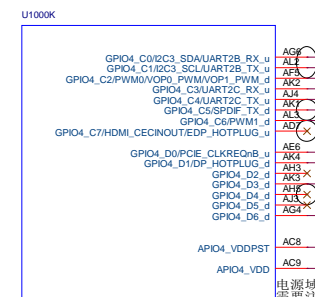 U1000K
GPIO4_C0/I2C3_SDA/UART2B_RX_u AG6
GPIO4_C1/I2C3_SCL/UART2B_TX_u AL2
GPIO4_C2/PWM0/VOP0_PWM/VOP1_PWM_d AF5
GPIO4_C3/UART2C_RX_u AK2
GPIO4_C4/UART2C_TX_u AJ4
GPIO4_C5/SPDIF_TX_d AK1
GPIO4_C6/PWM1_d AL3
GPIO4_C7/HDMI_CECINOUT/EDP_HOTPLUG_u AD7
GPIO4_D0/PCIE_CLKREQnB_u AE6
GPIO4_D1/DP_HOTPLUG_d AK4
GPIO4_D2_d AH3
GPIO4_D3_d AK3
GPIO4_D4_d AH5
GPIO4_D5_d AJ3
GPIO4_D6_d AG4
APIO4_VDDPST AC8
APIO4_VDD AC9
电源域